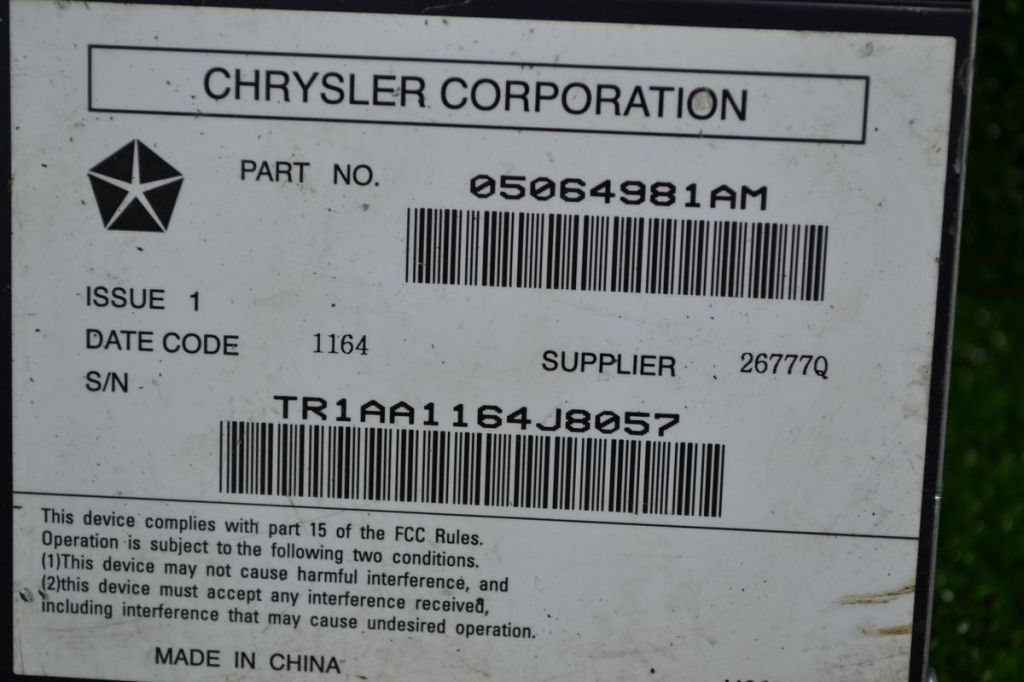 CHRYSLER CORPORATION
PART NO. 05064981AM
ISSUE 1
DATE CODE 1164 SUPPLIER 26777Q
S/N
TR1AA1164J8057
This device complies with part 15 of the FCC Rules.
Operation is subject to the following two conditions.
(1)This device may not cause harmful interference, and
(2)this device must accept any interference received,
including interference that may cause undesired operation.
MADE IN CHINA